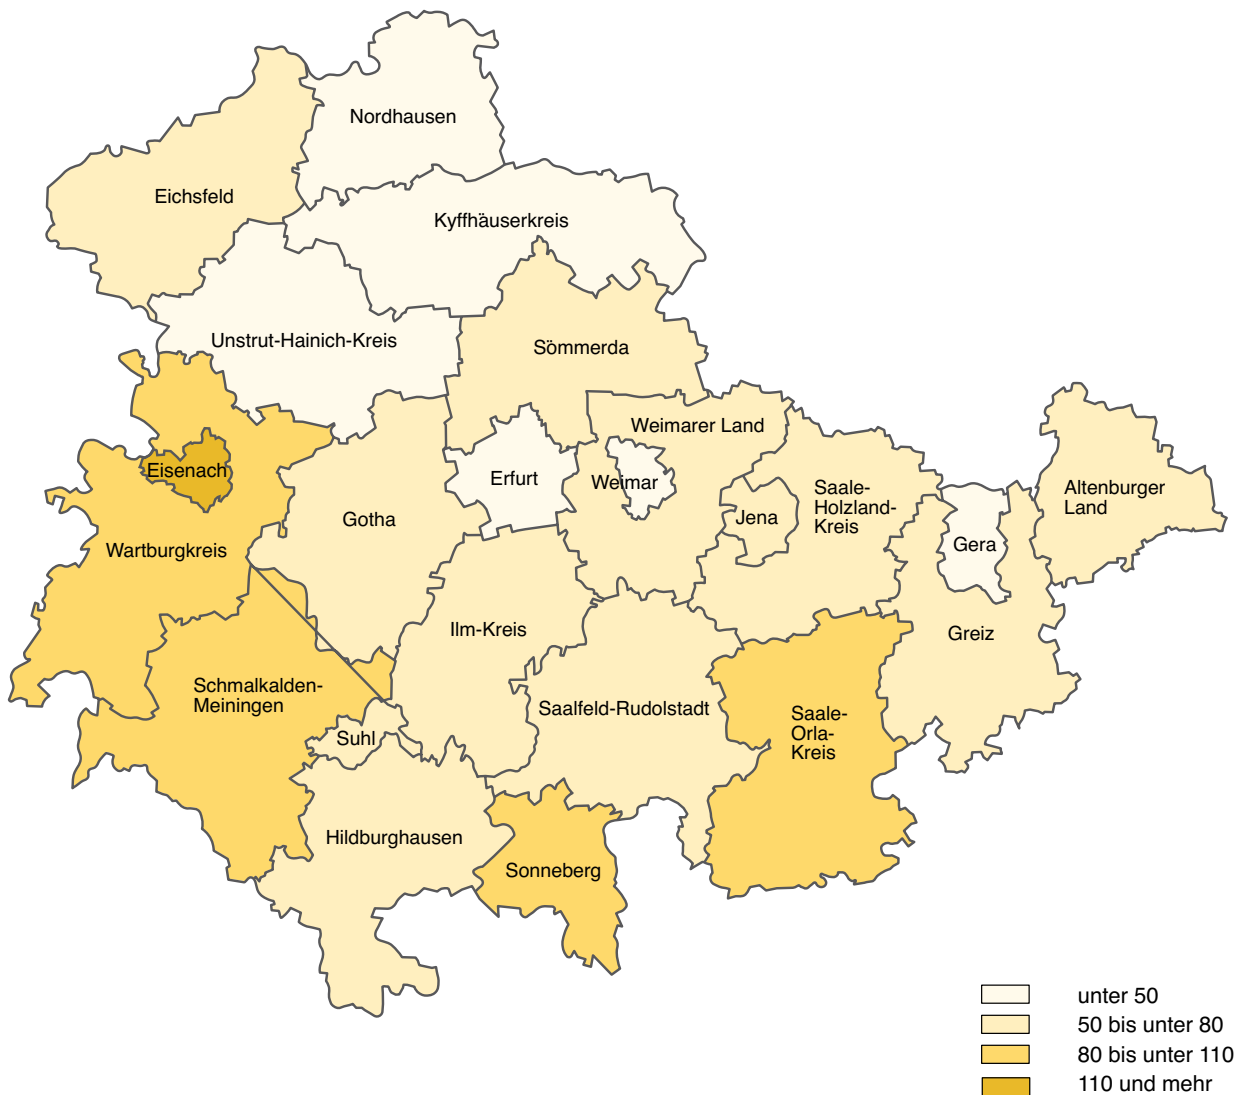 Nordhausen
Eichsfeld
Kyffhäuserkreis
Unstrut-Hainich-Kreis
Sömmerda
Weimarer Land
Eisenach
Erfurt
Weimar
Saale-
Holzland-
Kreis
Altenburger
Land
Gotha
Jena
Gera
Wartburgkreis
Ilm-Kreis
Greiz
Schmalkalden-
Meiningen
Saalfeld-Rudolstadt
Saale-
Orla-
Kreis
Suhl
Hildburghausen
Sonneberg
unter 50
50 bis unter 80
80 bis unter 110
110 und mehr